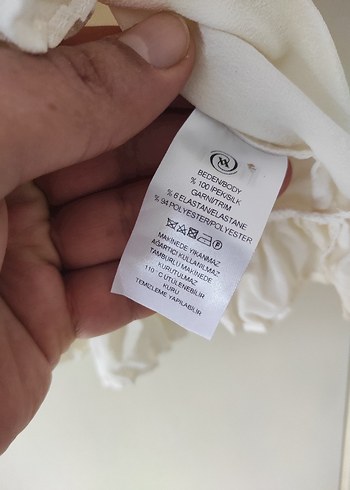 BEDEN/BODY
% 100 İPEK/SILK
GARNİ/TRIM
% 6 ELASTAN/ELASTANE
% 94 POLYESTER/POLYESTER
P
MAKİNEDE YIKANMAZ
AĞARTICI KULLANILMAZ
TAMBURLU MAKİNEDE
KURUTULMAZ
110 C ÜTÜLENEBİLİR
KURU
TEMİZLEME YAPILABİLİR